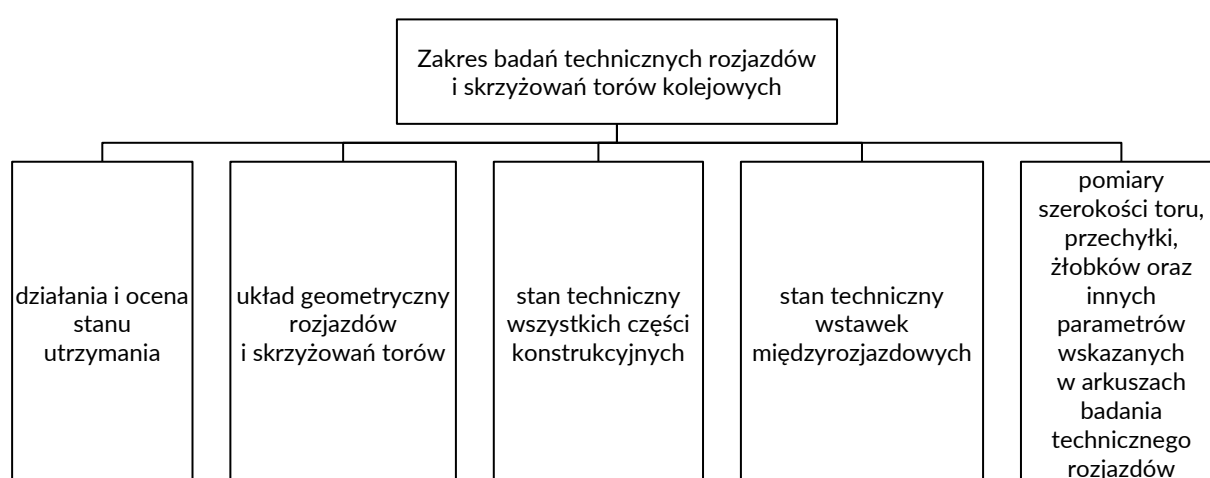 Zakres badań technicznych rozjazdów
i skrzyżowań torów kolejowych
działania i ocena
stanu
utrzymania
układ geometryczny
rozjazdów
i skrzyżowań torów
stan techniczny
wszystkich części
konstrukcyjnych
stan techniczny
wstawek
międzyrozjazdowych
pomiary
szerokości toru,
przechyłki,
żłobków oraz
innych
parametrów
wskazanych
w arkuszach
badania
technicznego
rozjazdów